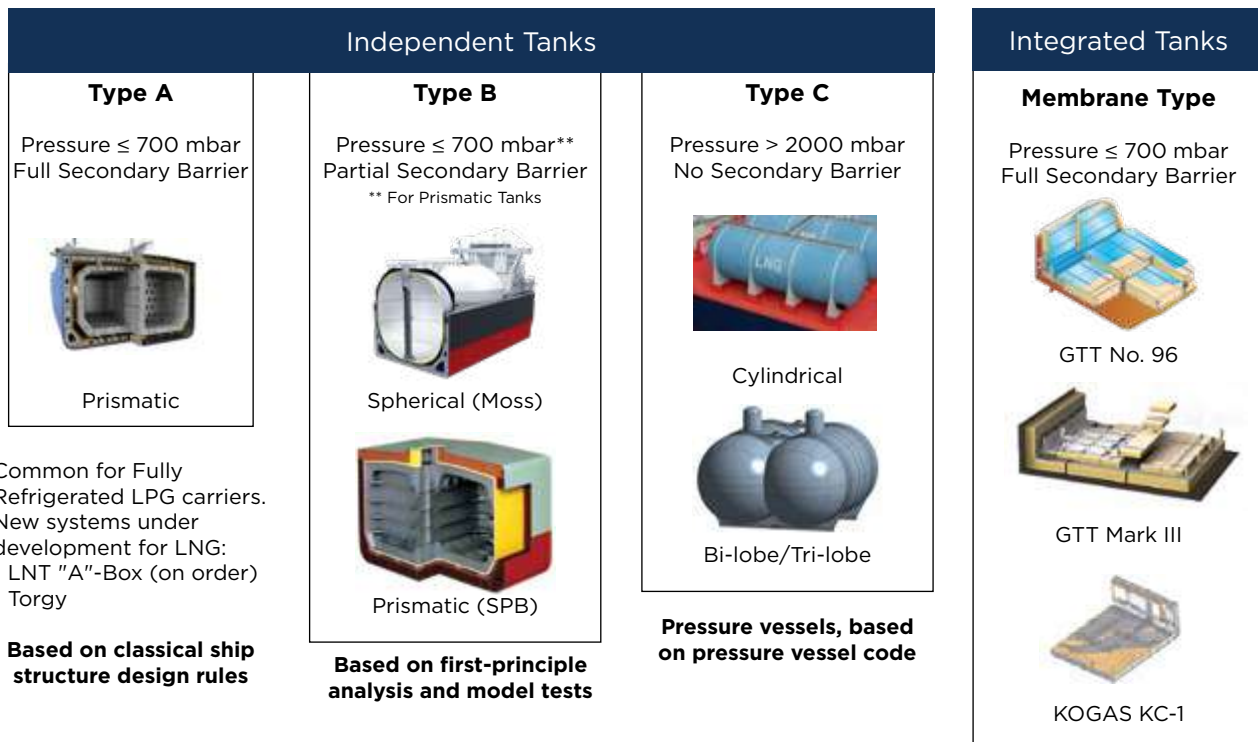 Independent Tanks
Type A
Pressure ≤ 700 mbar
Full Secondary Barrier
Prismatic
Common for Fully
Refrigerated LPG carriers.
New systems under
development for LNG:
LNT "A"-Box (on order)
Torgy
Based on classical ship
structure design rules
Type B
Pressure ≤ 700 mbar**
Partial Secondary Barrier
** For Prismatic Tanks
Spherical (Moss)
Prismatic (SPB)
Based on first-principle
analysis and model tests
Type C
Pressure > 2000 mbar
No Secondary Barrier
LNG
Cylindrical
Bi-lobe/Tri-lobe
Pressure vessels, based
on pressure vessel code
Integrated Tanks
Membrane Type
Pressure ≤ 700 mbar
Full Secondary Barrier
GTT No. 96
GTT Mark III
KOGAS KC-1